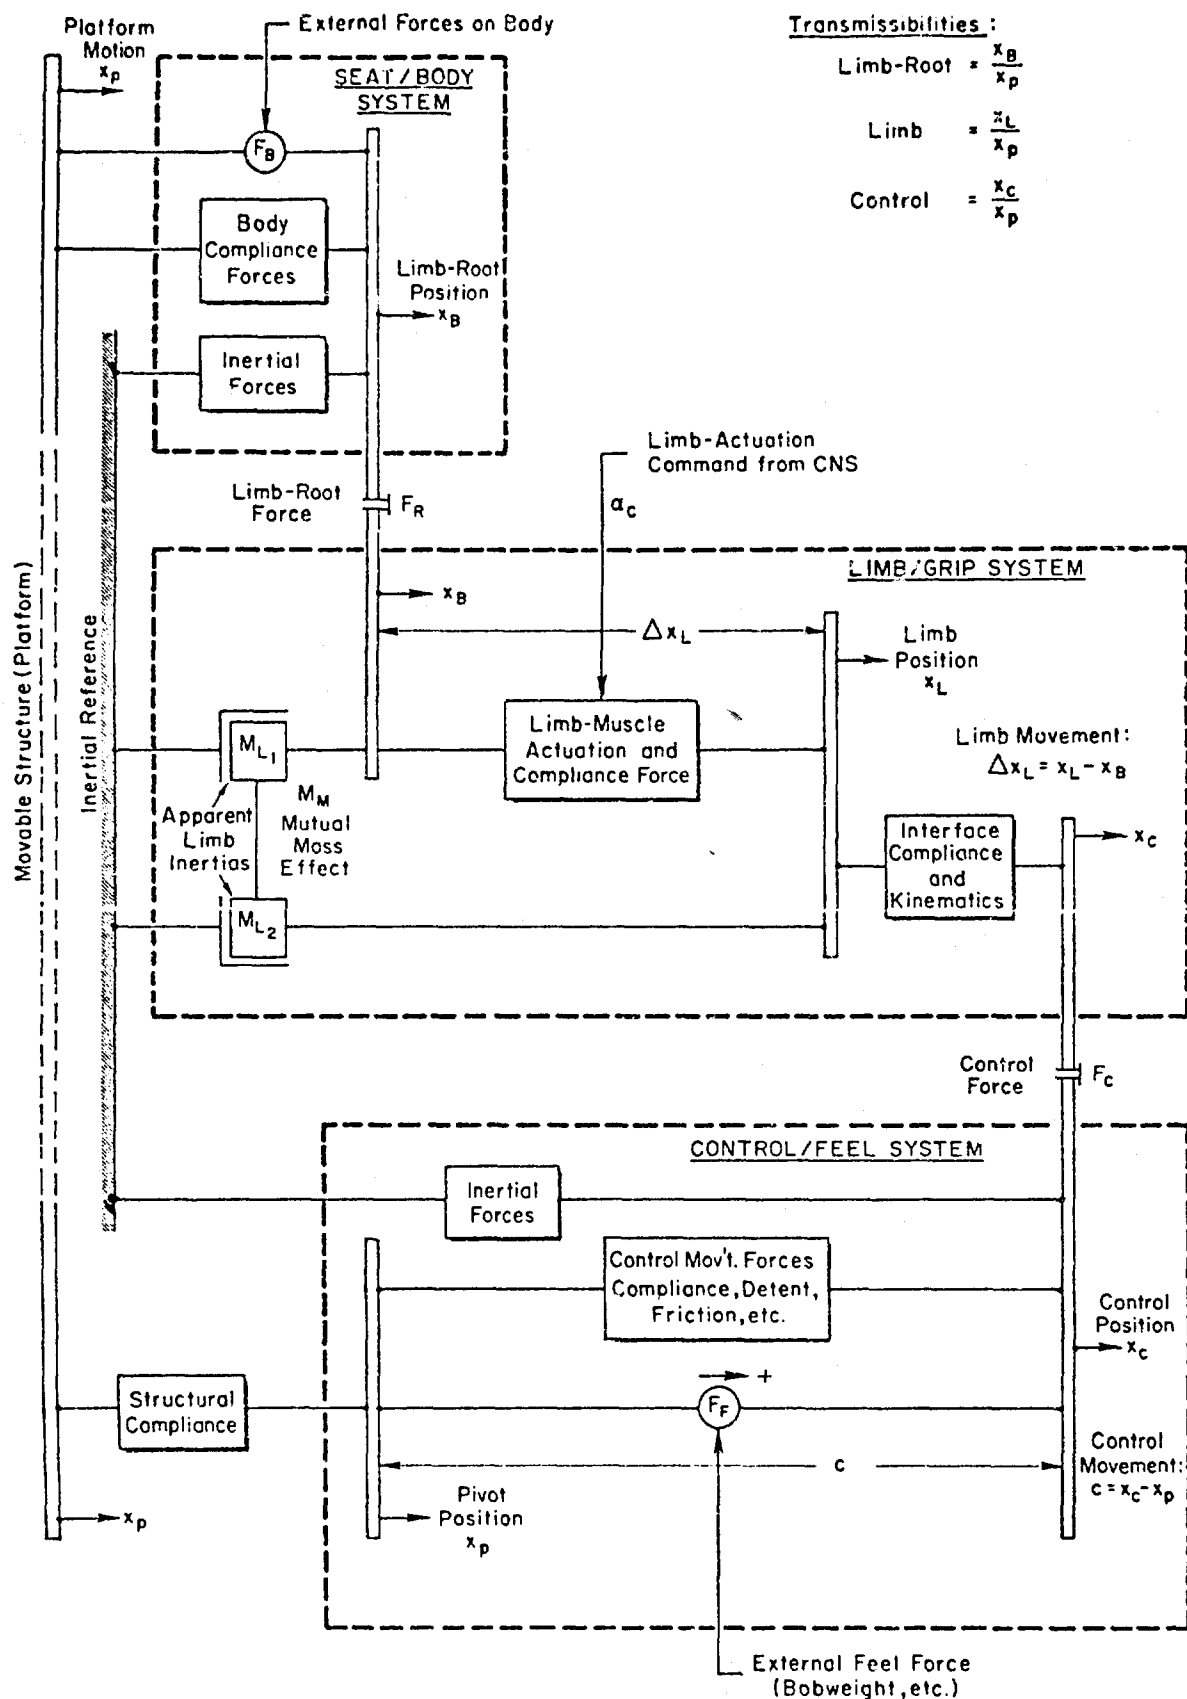 Platform
Motion
xp
External Forces on Body
Transmissibilities :
Limb-Root = xB/xp
Limb = xL/xp
Control = xc/xp
SEAT/BODY
SYSTEM
FB
Body
Compliance
Forces
Limb-Root
Position
xB
Inertial
Forces
Limb-Actuation
Command from CNS
αc
Limb-Root
Force
FR
Movable Structure (Platform)
Inertial Reference
LIMB/GRIP SYSTEM
xB
ΔxL
Limb
Position
xL
ML1
Limb-Muscle
Actuation and
Compliance Force
Limb Movement:
ΔxL = xL - xB
Apparent
Limb
Inertias
MM
Mutual
Mass
Effect
Interface
Compliance
and
Kinematics
xc
ML2
Control
Force
Fc
CONTROL/FEEL SYSTEM
Inertial
Forces
Control Mov't. Forces
Compliance, Detent,
Friction, etc.
Control
Position
xc
Structural
Compliance
+
FF
c
Control
Movement:
c = xc - xp
xp
Pivot
Position
xp
External Feel Force
(Bobweight, etc.)